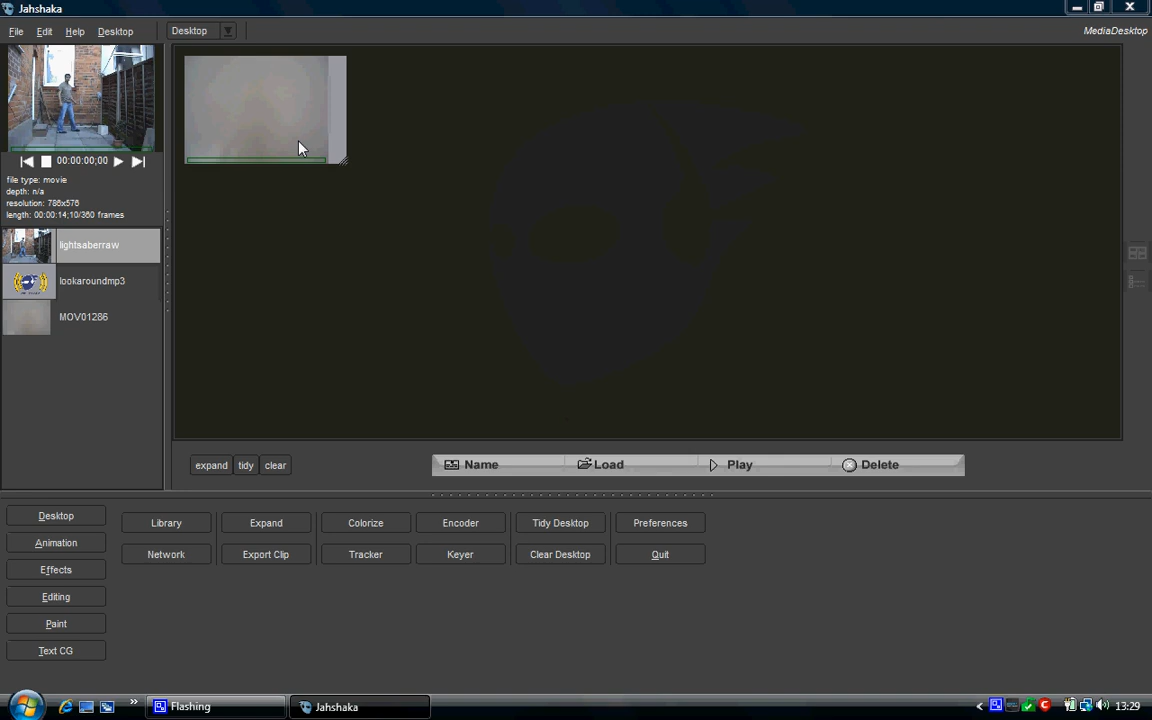 Jahshaka
File Edit Help Desktop
Desktop
MediaDesktop
00:00:00;00
file type: movie
depth: n/a
resolution: 786x576
length: 00:00:14;10/360 frames
lightsaberraw
lookaroundmp3
MOV01286
expand tidy clear
Name Load Play Delete
Desktop
Animation
Effects
Editing
Paint
Text CG
Library Expand Colorize Encoder Tidy Desktop Preferences
Network Export Clip Tracker Keyer Clear Desktop Quit
Flashing
Jahshaka
13:29